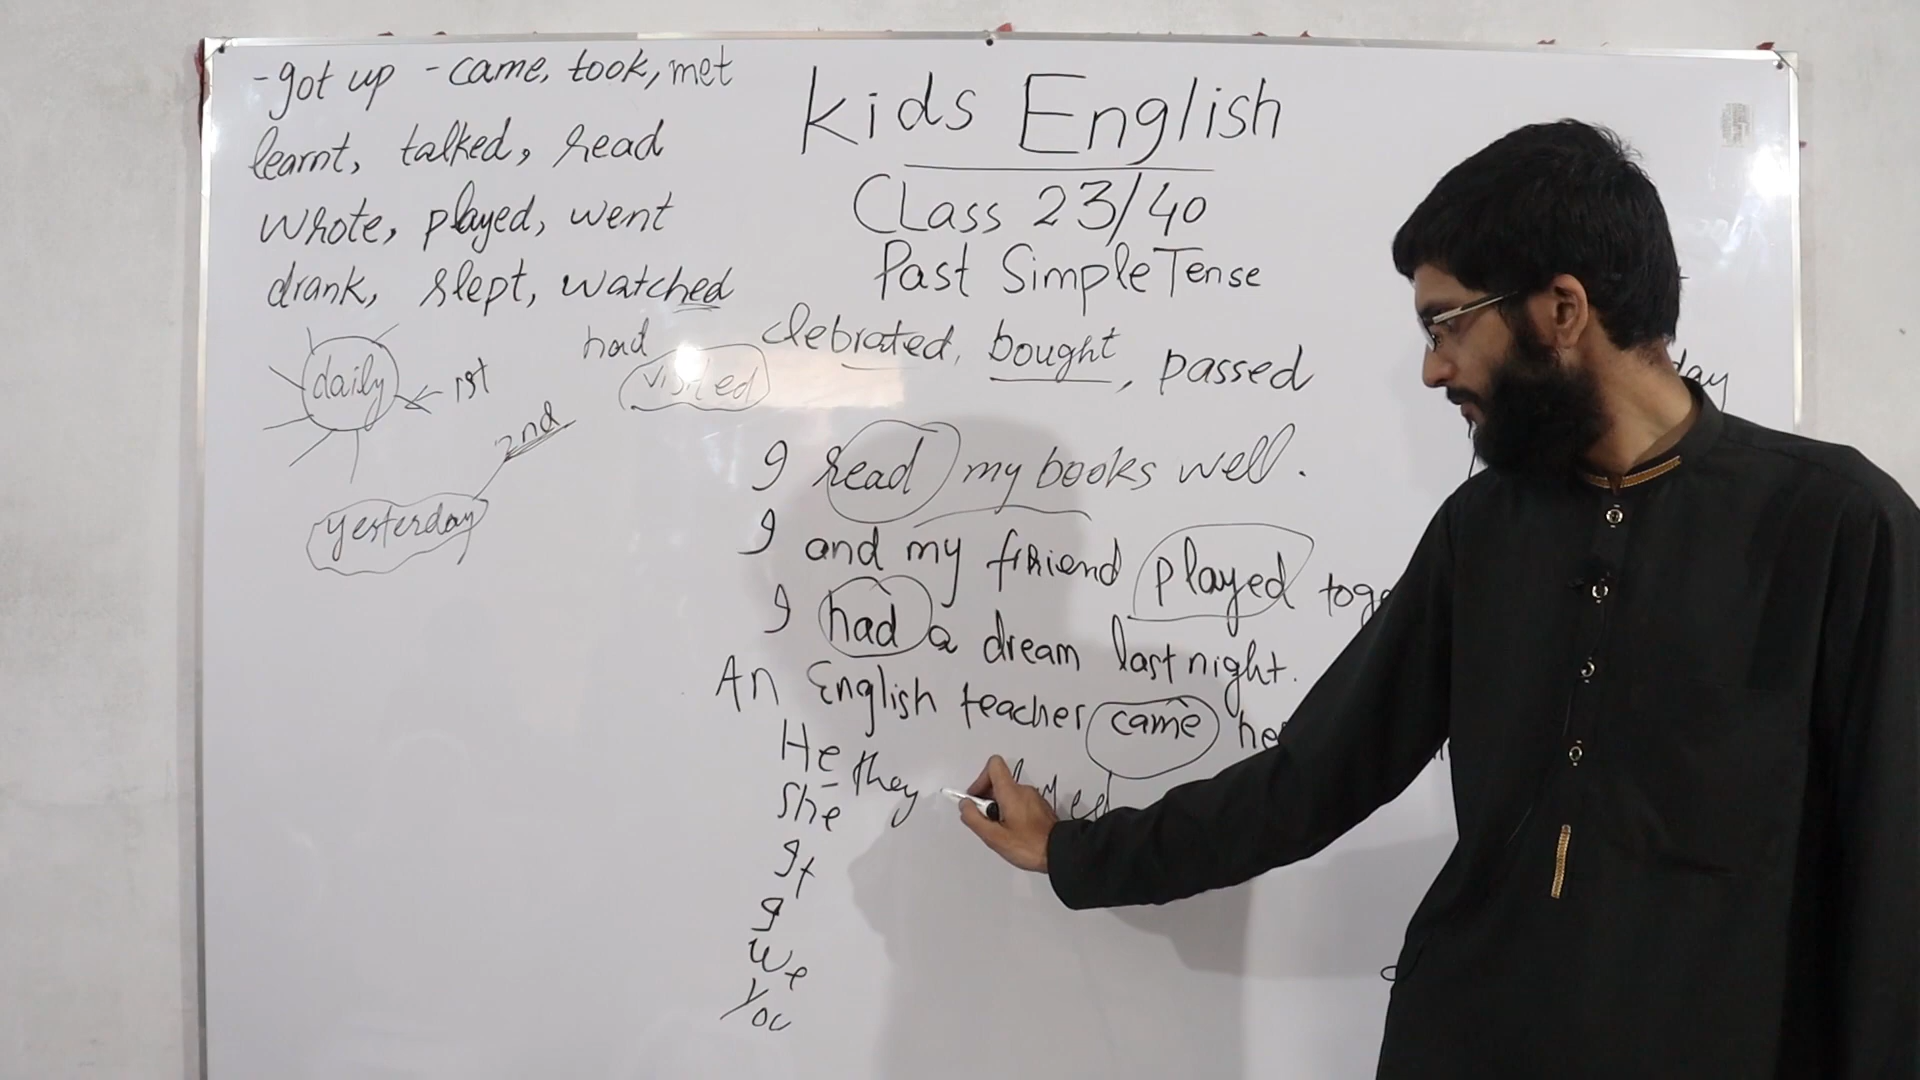 -got up -came, took, met
learnt, talked, read
wrote, played, went
drank, slept, watched
had
visited
daily
1st
2nd
yesterday
Kids English
Class 23/40
Past Simple Tense
clebrated, bought, passed
I read my books well.
I and my friend played
I had a dream last night.
An English teacher came
He
They
She
It
I
We
You